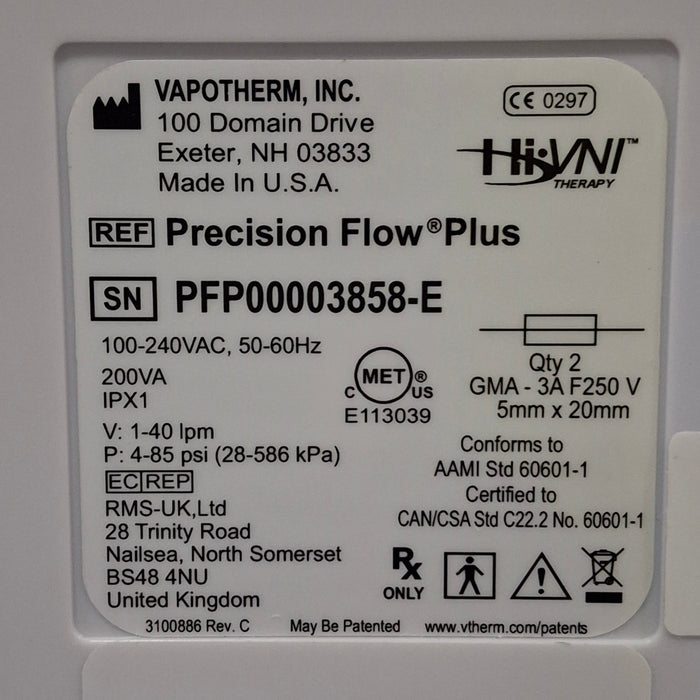 VAPOTHERM, INC.
100 Domain Drive
Exeter, NH 03833
Made In U.S.A.
CE 0297
Hi-VNI™
THERAPY
REF Precision Flow®Plus
SN PFP00003858-E
100-240VAC, 50-60Hz
200VA
IPX1
V: 1-40 lpm
P: 4-85 psi (28-586 kPa)
C MET® US
E113039
Qty 2
GMA - 3A F250 V
5mm x 20mm
Conforms to
AAMI Std 60601-1
Certified to
CAN/CSA Std C22.2 No. 60601-1
EC REP
RMS-UK,Ltd
28 Trinity Road
Nailsea, North Somerset
BS48 4NU
United Kingdom
Rx
ONLY
3100886 Rev. C May Be Patented www.vtherm.com/patents